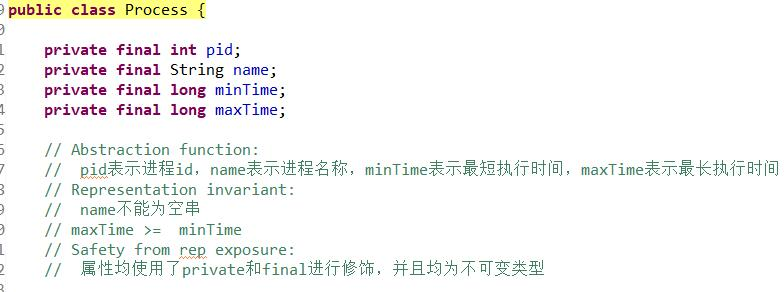 public class Process {
private final int pid;
private final String name;
private final long minTime;
private final long maxTime;
// Abstraction function:
//  pid表示进程id，name表示进程名称，minTime表示最短执行时间，maxTime表示最长执行时间
// Representation invariant:
//  name不能为空串
// maxTime >=  minTime
// Safety from rep exposure:
//  属性均使用了private和final进行修饰，并且均为不可变类型